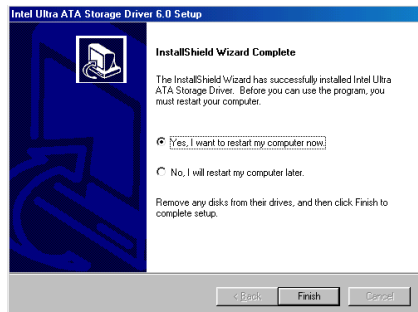 Intel Ultra ATA Storage Driver 6.0 Setup
InstallShield Wizard Complete
The InstallShield Wizard has successfully installed Intel Ultra
ATA Storage Driver. Before you can use the program, you
must restart your computer.
Yes, I want to restart my computer now.
No, I will restart my computer later.
Remove any disks from their drives, and then click Finish to
complete setup.
< Back
Finish
Cancel